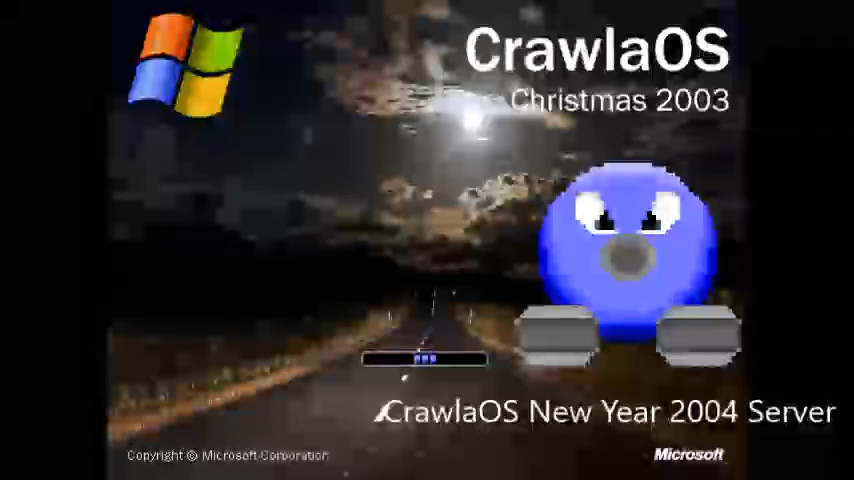 CrawlaOS
Christmas 2003
CrawlaOS New Year 2004 Server
Copyright © Microsoft Corporation
Microsoft